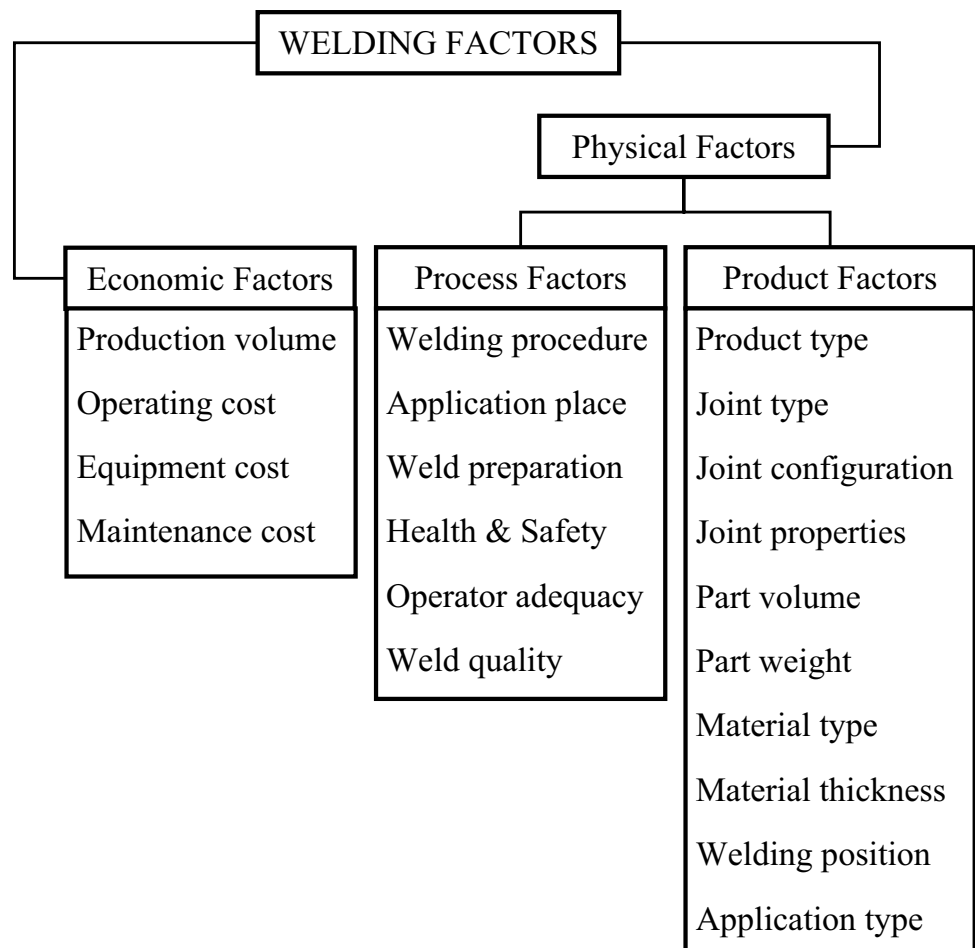 WELDING FACTORS
Physical Factors
Economic Factors
Production volume
Operating cost
Equipment cost
Maintenance cost
Process Factors
Welding procedure
Application place
Weld preparation
Health & Safety
Operator adequacy
Weld quality
Product Factors
Product type
Joint type
Joint configuration
Joint properties
Part volume
Part weight
Material type
Material thickness
Welding position
Application type